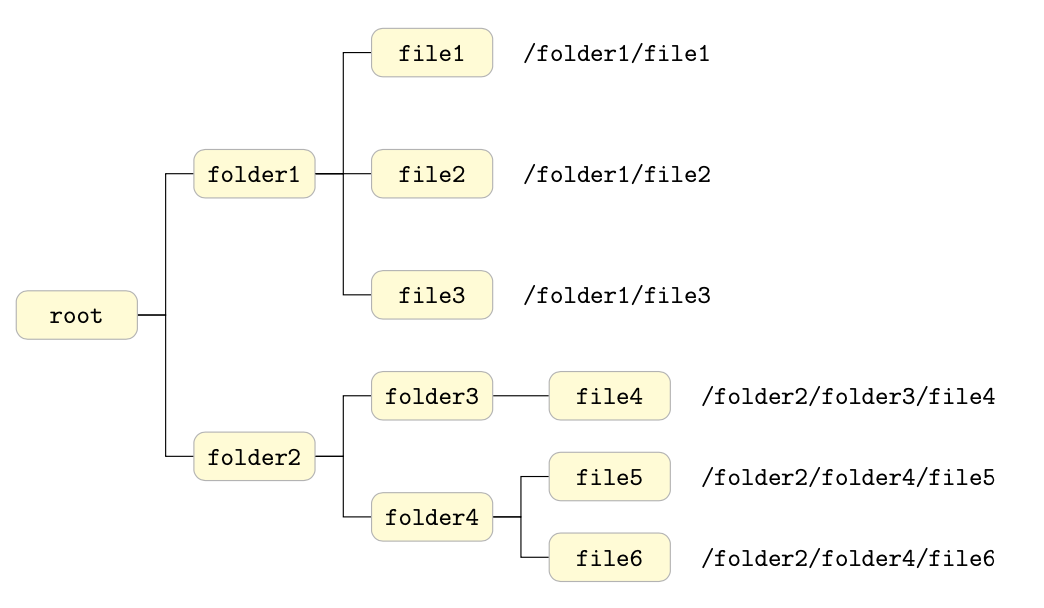 file1 /folder1/file1
folder1 file2 /folder1/file2
file3 /folder1/file3
root
folder3 file4 /folder2/folder3/file4
folder2
file5 /folder2/folder4/file5
folder4
file6 /folder2/folder4/file6